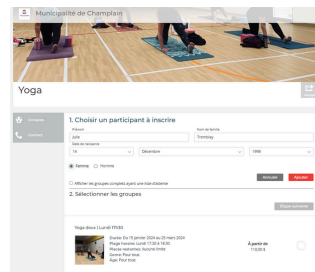 Municipalité de Champlain
Yoga
Groupes
Contact
1. Choisir un participant à inscrire
Prénom
Nom de famille
Julie
Tremblay
Date de naissance
14
Décembre
1998
Femme
Homme
Annuler
Ajouter
Afficher les groupes complets ayant une liste d'attente
2. Sélectionner les groupes
Étape suivante
Yoga doux | Lundi 17h30
Durée: Du 15 janvier 2024 au 25 mars 2024
Plage horaire: Lundi 17:30 à 18:30
Places restantes: Aucune limite
Genre: Pour tous
Âge: Pour tous
À partir de
110,00 $